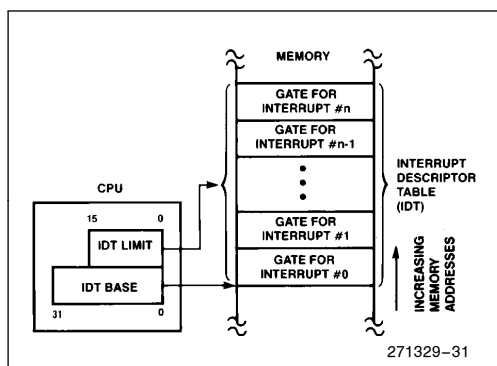 MEMORY
GATE FOR
INTERRUPT #n
GATE FOR
INTERRUPT #n-1
GATE FOR
INTERRUPT #1
GATE FOR
INTERRUPT #0
CPU
15 0
IDT LIMIT
IDT BASE
31 0
INTERRUPT
DESCRIPTOR
TABLE
(IDT)
INCREASING
MEMORY
ADDRESSES
271329–31